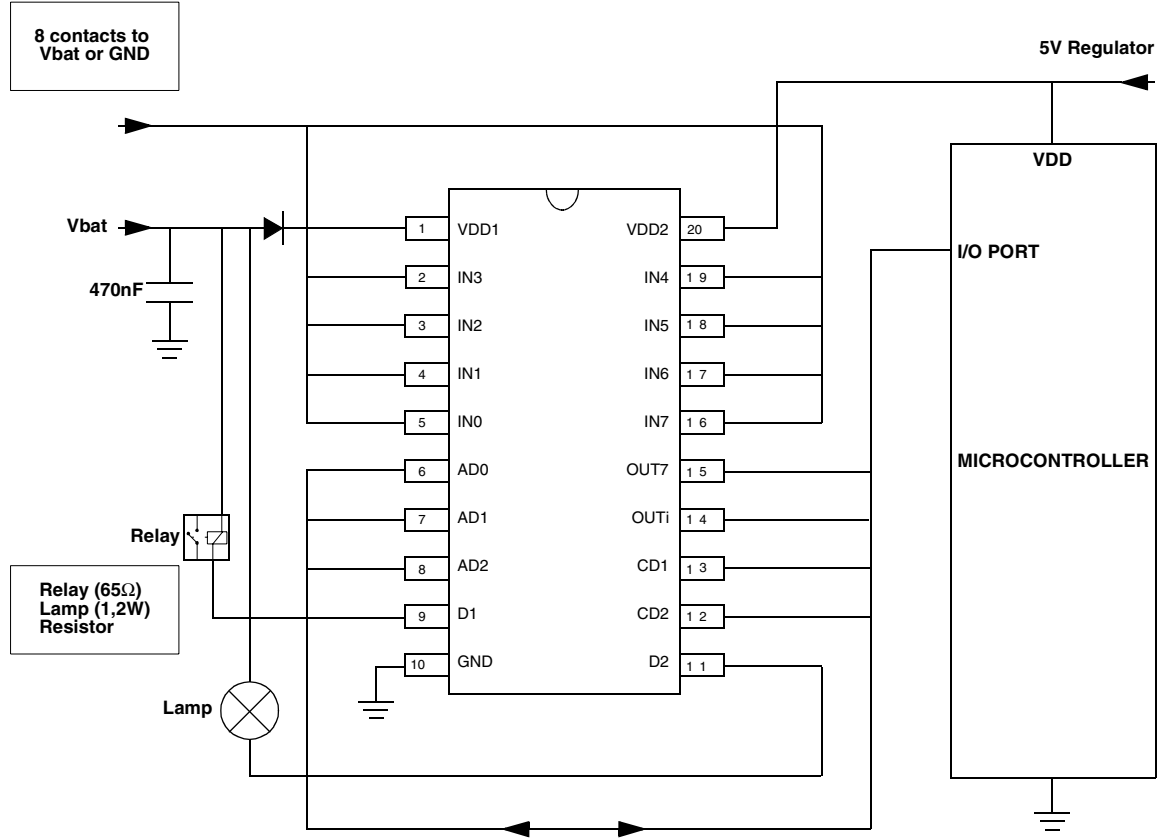 8 contacts to
Vbat or GND
5V Regulator
VDD
Vbat
1 VDD1 VDD2 20
I/O PORT
2 IN3 IN4 1 9
470nF
3 IN2 IN5 1 8
4 IN1 IN6 1 7
5 IN0 IN7 1 6
MICROCONTROLLER
6 AD0 OUT7 1 5
7 AD1 OUTi 1 4
Relay
8 AD2 CD1 1 3
Relay (65Ω)
Lamp (1,2W)
Resistor
9 D1 CD2 1 2
10 GND D2 1 1
Lamp